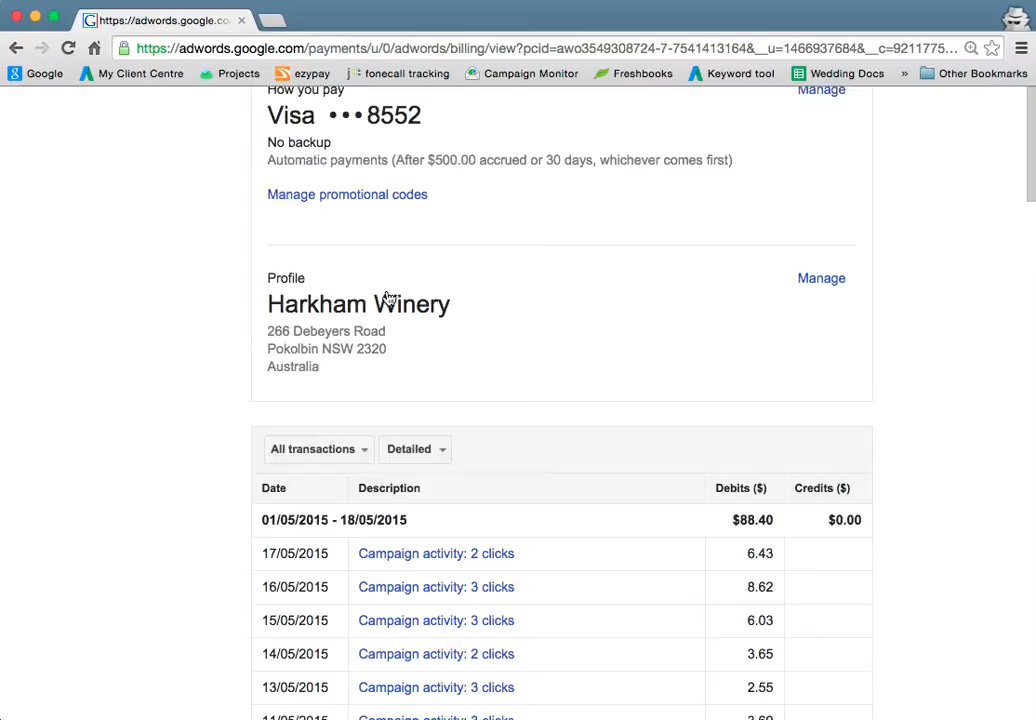 https://adwords.google.co
https://adwords.google.com/payments/u/0/adwords/billing/view?pcid=awo3549308724-7-7541413164&__u=1466937684&__c=9211775...
Google My Client Centre Projects ezypay fonecall tracking Campaign Monitor Freshbooks Keyword tool Wedding Docs » Other Bookmarks
How you pay Manage
Visa •••8552
No backup
Automatic payments (After $500.00 accrued or 30 days, whichever comes first)
Manage promotional codes
Profile Manage
Harkham Winery
266 Debeyers Road
Pokolbin NSW 2320
Australia
All transactions Detailed
Date Description Debits ($) Credits ($)
01/05/2015 - 18/05/2015 $88.40 $0.00
17/05/2015 Campaign activity: 2 clicks 6.43
16/05/2015 Campaign activity: 3 clicks 8.62
15/05/2015 Campaign activity: 3 clicks 6.03
14/05/2015 Campaign activity: 2 clicks 3.65
13/05/2015 Campaign activity: 3 clicks 2.55